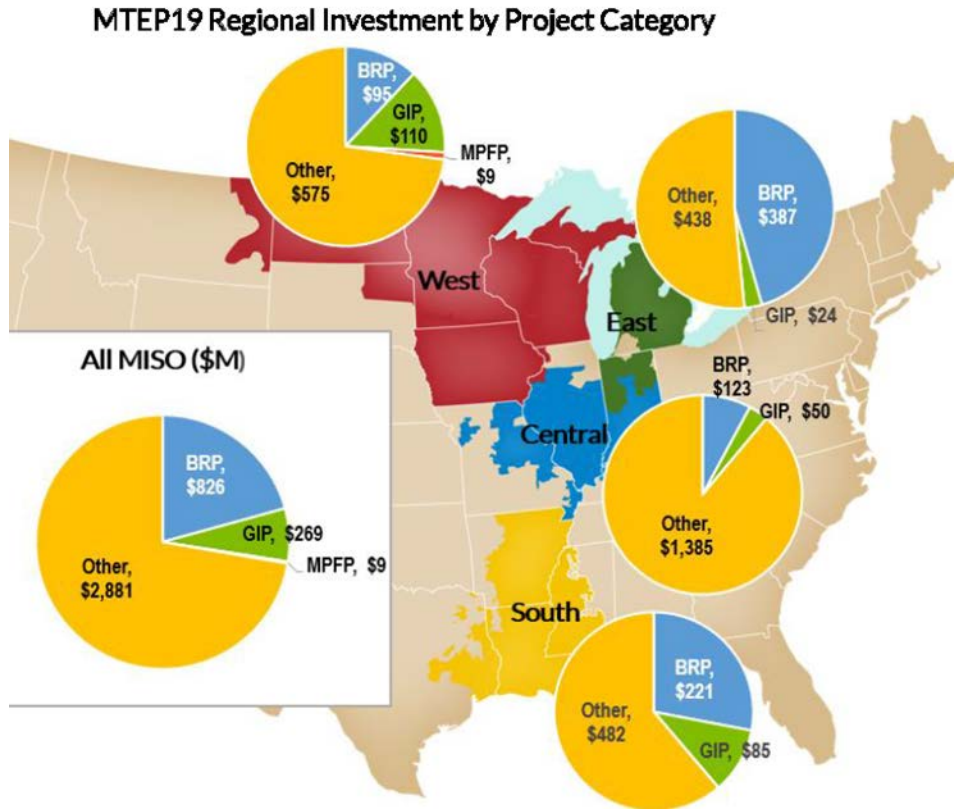 MTEP19 Regional Investment by Project Category
BRP,
$95
GIP,
$110
MPFP,
$9
Other,
$575
Other,
$438
BRP,
$387
GIP, $24
West
East
Central
South
All MISO ($M)
BRP,
$826
GIP, $269
MPFP, $9
Other,
$2,881
BRP,
$123
GIP, $50
Other,
$1,385
BRP,
$221
Other,
$482
GIP, $85